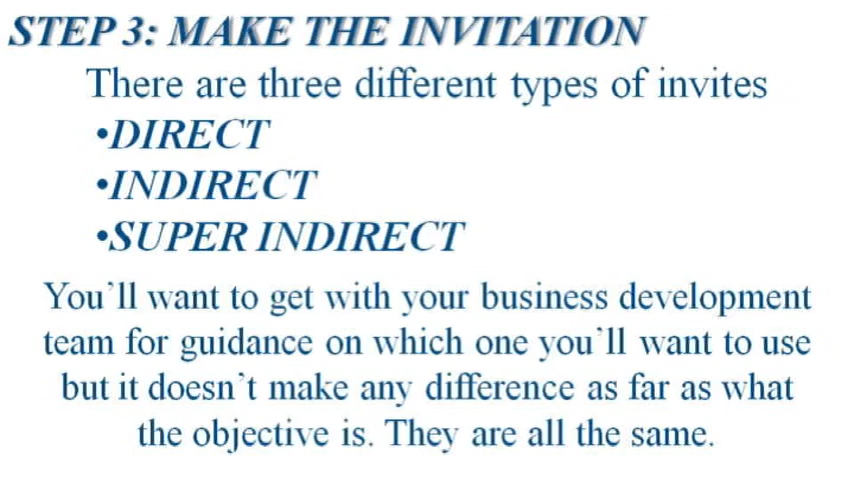 STEP 3: MAKE THE INVITATION
There are three different types of invites
•DIRECT
•INDIRECT
•SUPER INDIRECT
You'll want to get with your business development
team for guidance on which one you'll want to use
but it doesn't make any difference as far as what
the objective is. They are all the same.